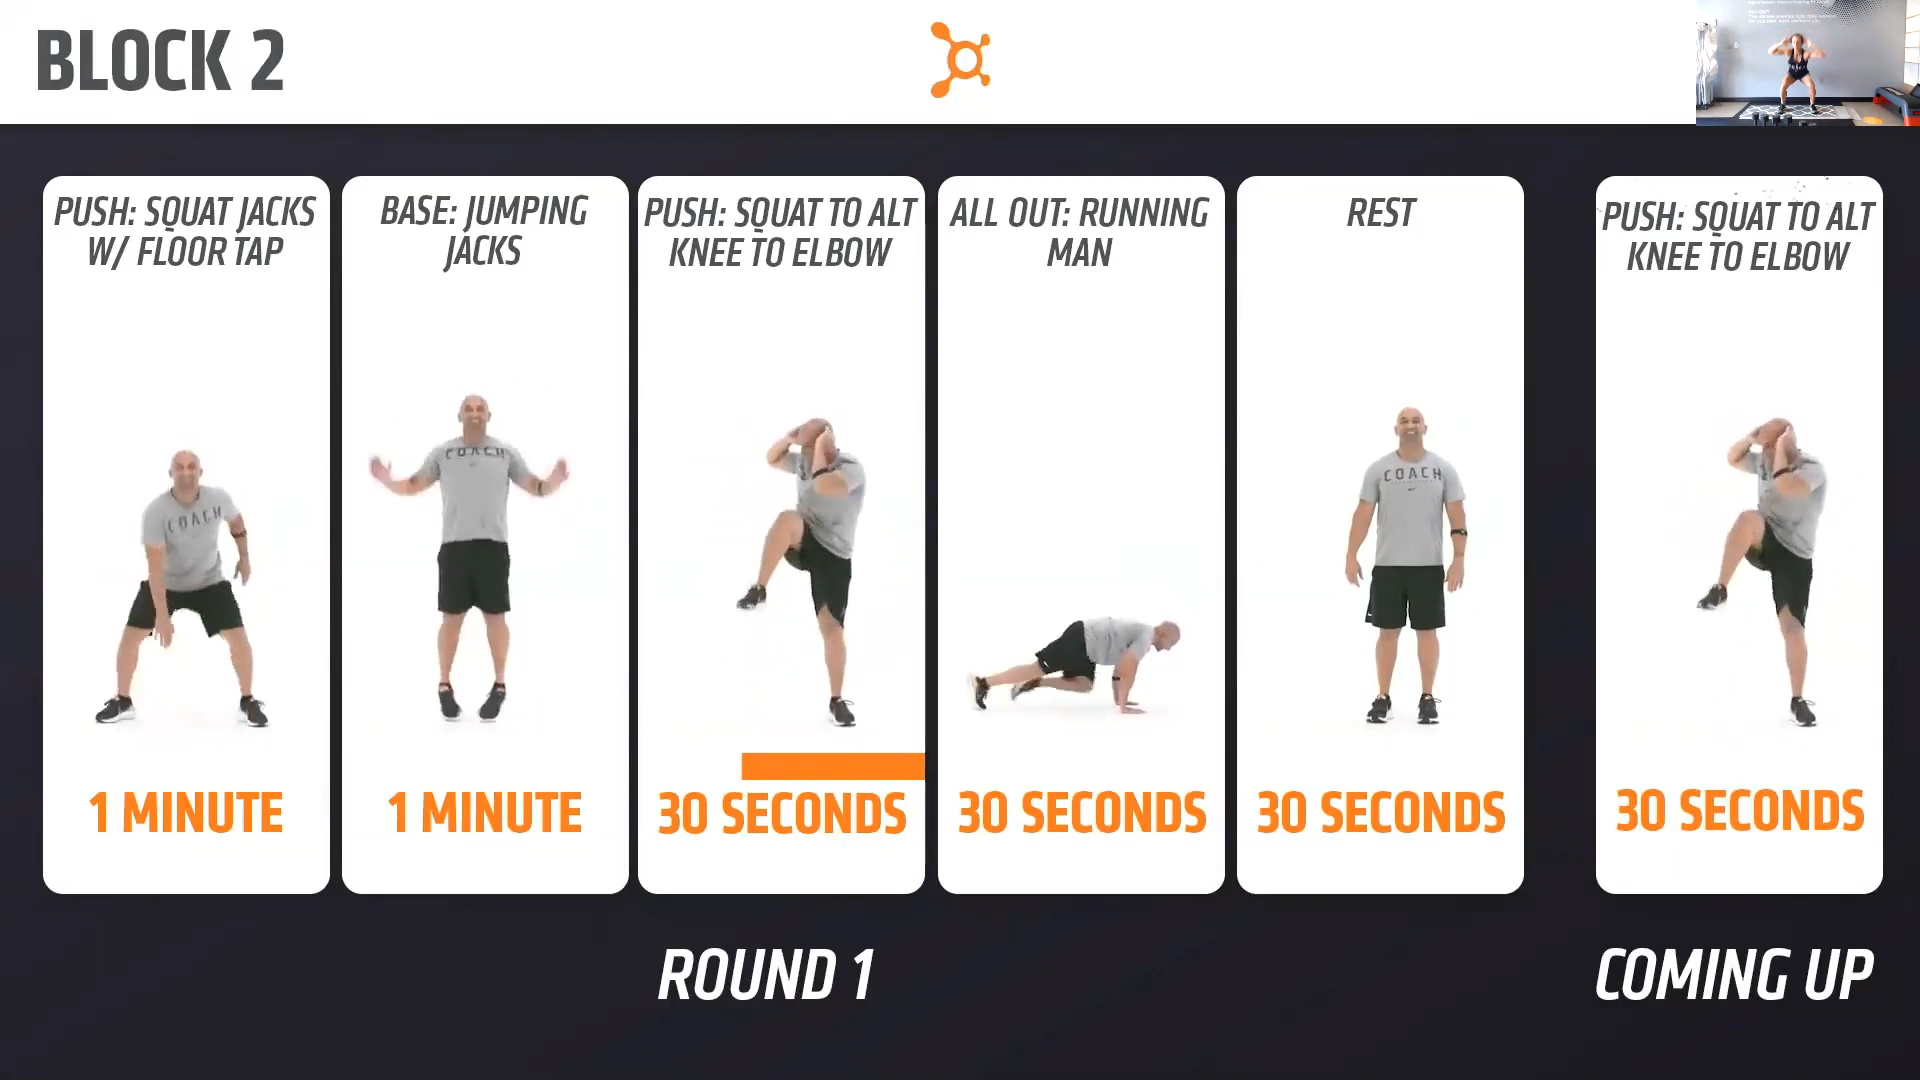 BLOCK 2
ALL OUT
PUSH: SQUAT JACKS
W/ FLOOR TAP
COACH
1 MINUTE
BASE: JUMPING
JACKS
COACH
1 MINUTE
PUSH: SQUAT TO ALT
KNEE TO ELBOW
30 SECONDS
ALL OUT: RUNNING
MAN
30 SECONDS
REST
COACH
30 SECONDS
PUSH: SQUAT TO ALT
KNEE TO ELBOW
30 SECONDS
ROUND 1
COMING UP